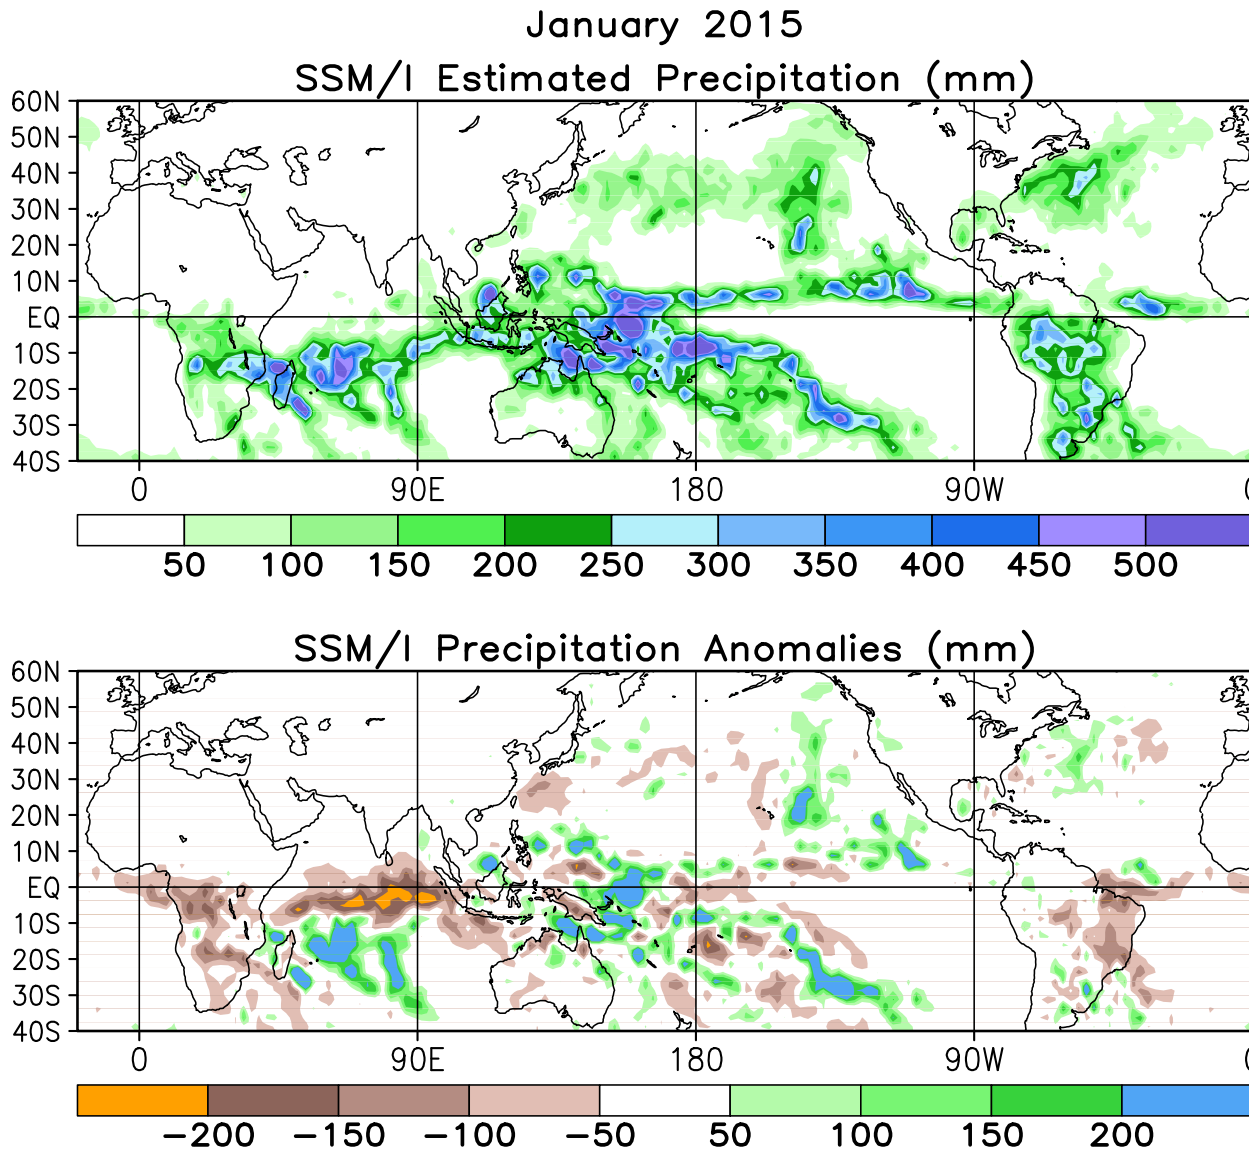 January 2015
SSM/I Estimated Precipitation (mm)
60N
50N
40N
30N
20N
10N
EQ
10S
20S
30S
40S
0 90E 180 90W 0
50 100 150 200 250 300 350 400 450 500
SSM/I Precipitation Anomalies (mm)
60N
50N
40N
30N
20N
10N
EQ
10S
20S
30S
40S
0 90E 180 90W 0
−200 −150 −100 −50 50 100 150 200